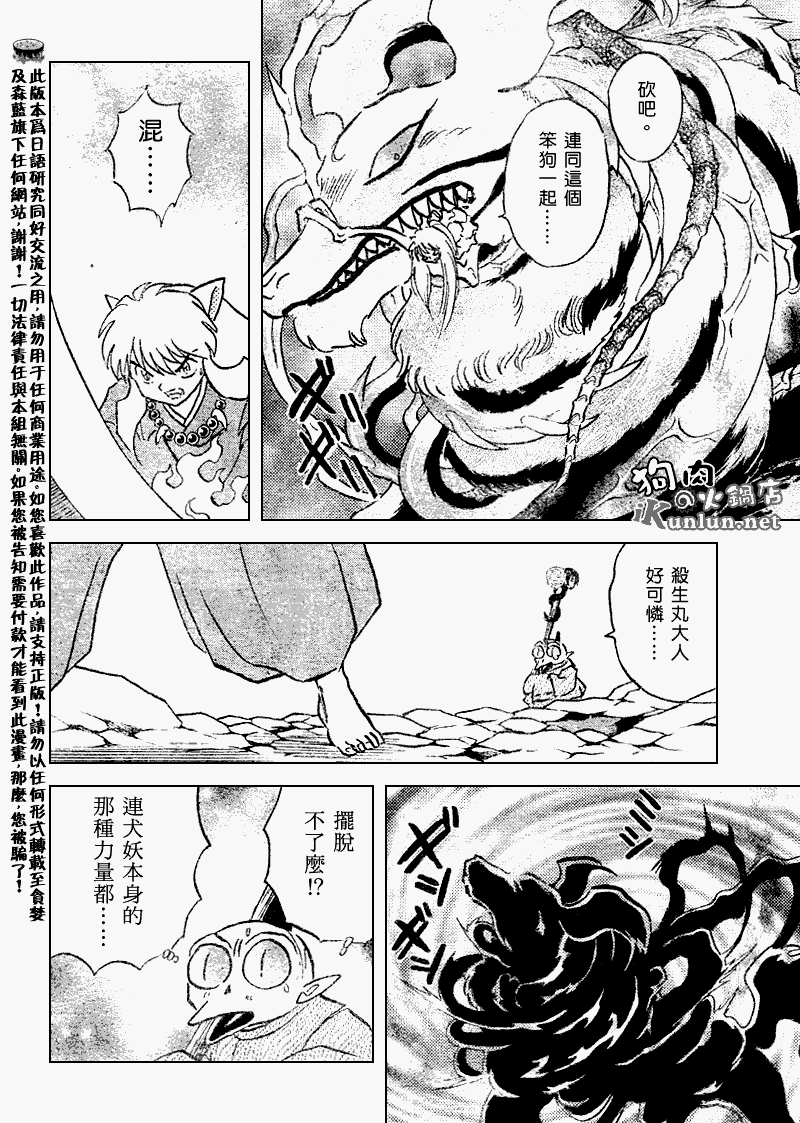 砍吧。
連同這個
笨狗一起……
混……
殺生丸大人
好可憐……
擺脫
不了麼!?
連犬妖本身的
那種力量都……
ギギ
ギギ
狗肉の火鍋店
iKunlun.net
此版本爲日語研究同好交流之用，請勿用于任何商業用途。如您喜歡此作品，請支持正版！請勿以任何形式轉載至貪婪
及森藍旗下任何網站，謝謝！一切法律責任與本組無關。如果您被告知需要付款才能看到此漫畫，那麽，您被騙了！